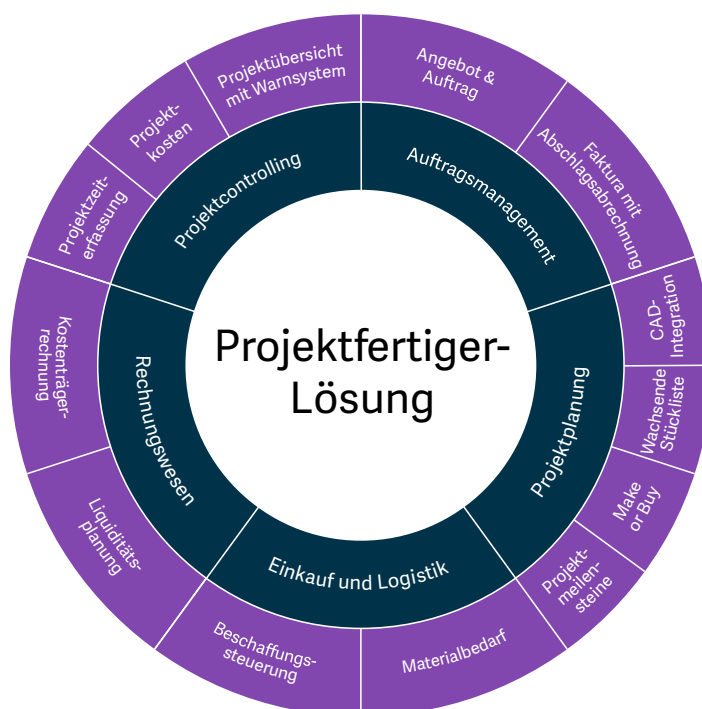 Projektfertiger-
Lösung
Auftragsmanagement
Angebot &
Auftrag
Faktura mit
Abschlagsabrechnung
Projektplanung
CAD-
Integration
Wachsende
Stückliste
Make
or Buy
Projekt-
meilen-
steine
Einkauf und Logistik
Materialbedarf
Beschaffungs-
steuerung
Rechnungswesen
Liquiditäts-
planung
Kostenträger-
rechnung
Projektcontrolling
Projektzeit-
erfassung
Projekt-
kosten
Projektübersicht
mit Warnsystem